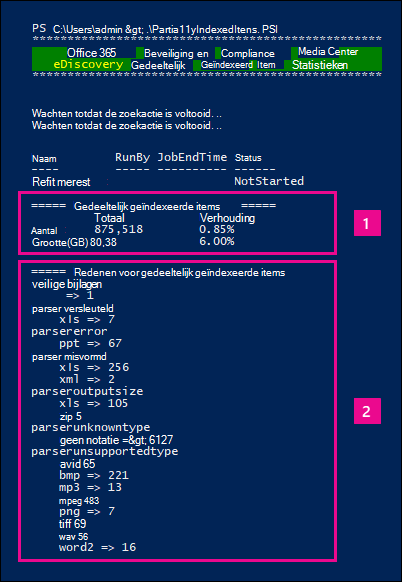 PS C:\Users\admin &gt; .\Partia11yIndexedItens. PSI
************************************************
Office 365 Beveiliging en Compliance Media Center
eDiscovery Gedeeltelijk Geïndexeerd Item Statistieken
************************************************
Wachten totdat de zoekactie is voltooid. ..
Wachten totdat de zoekactie is voltooid. ..
Naam RunBy JobEndTime Status
---- ----- ---------- ------
Refit merest NotStarted
===== Gedeeltelijk geïndexeerde items =====
Totaal Verhouding
Aantal 875,518 0.85%
Grootte(GB) 80,38 6.00%
1
===== Redenen voor gedeeltelijk geïndexeerde items
veilige bijlagen
=> 1
parser versleuteld
xls => 7
parsererror
ppt => 67
parser misvormd
xls => 256
xml => 2
parseroutputsize
xls => 105
zip 5
parserunknowntype
geen notatie =&gt; 6127
parserunsupportedtype
avid 65
bmp => 221
mp3 => 13
mpeg 483
png => 7
tiff 69
wav 56
word2 => 16
2